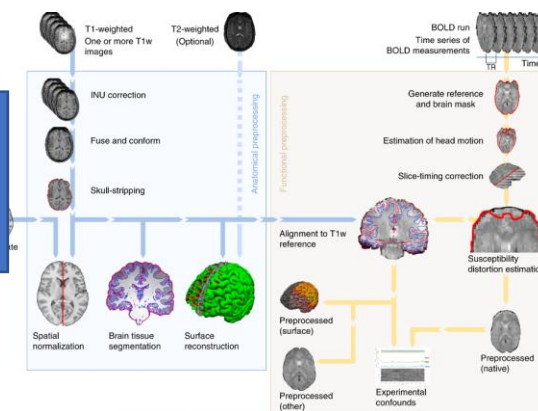 T1-weighted
One or more T1w
images
T2-weighted
(Optional)
BOLD run
Time series of
BOLD measurements
TR
Time
INU correction
Fuse and conform
Skull-stripping
Anatomical preprocessing
Functional preprocessing
Generate reference
and brain mask
Estimation of head motion
Slice-timing correction
Alignment to T1w
reference
Susceptibility
distortion estimation
Spatial
normalization
Brain tissue
segmentation
Surface
reconstruction
Preprocessed
(surface)
Preprocessed
(other)
Experimental
confounds
Preprocessed
(native)